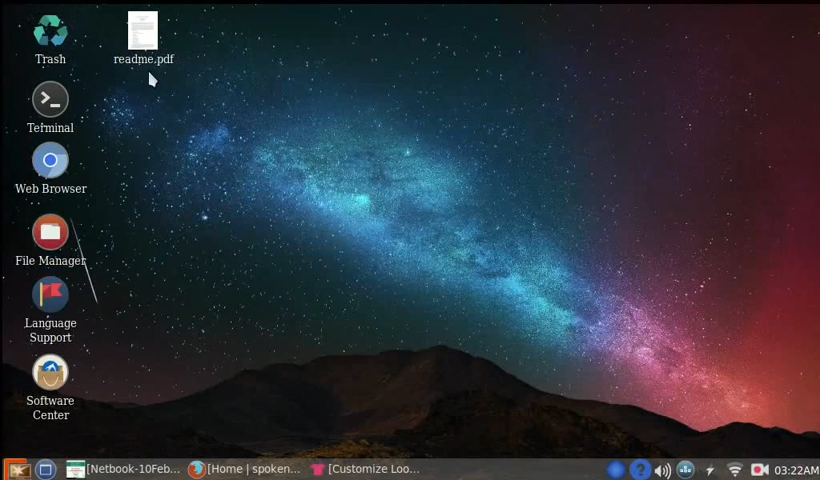 Trash
readme.pdf
Terminal
Web Browser
File Manager
Language
Support
Software
Center
[Netbook-10Feb...
[Home | spoken...
[Customize Loo...
03:22AM